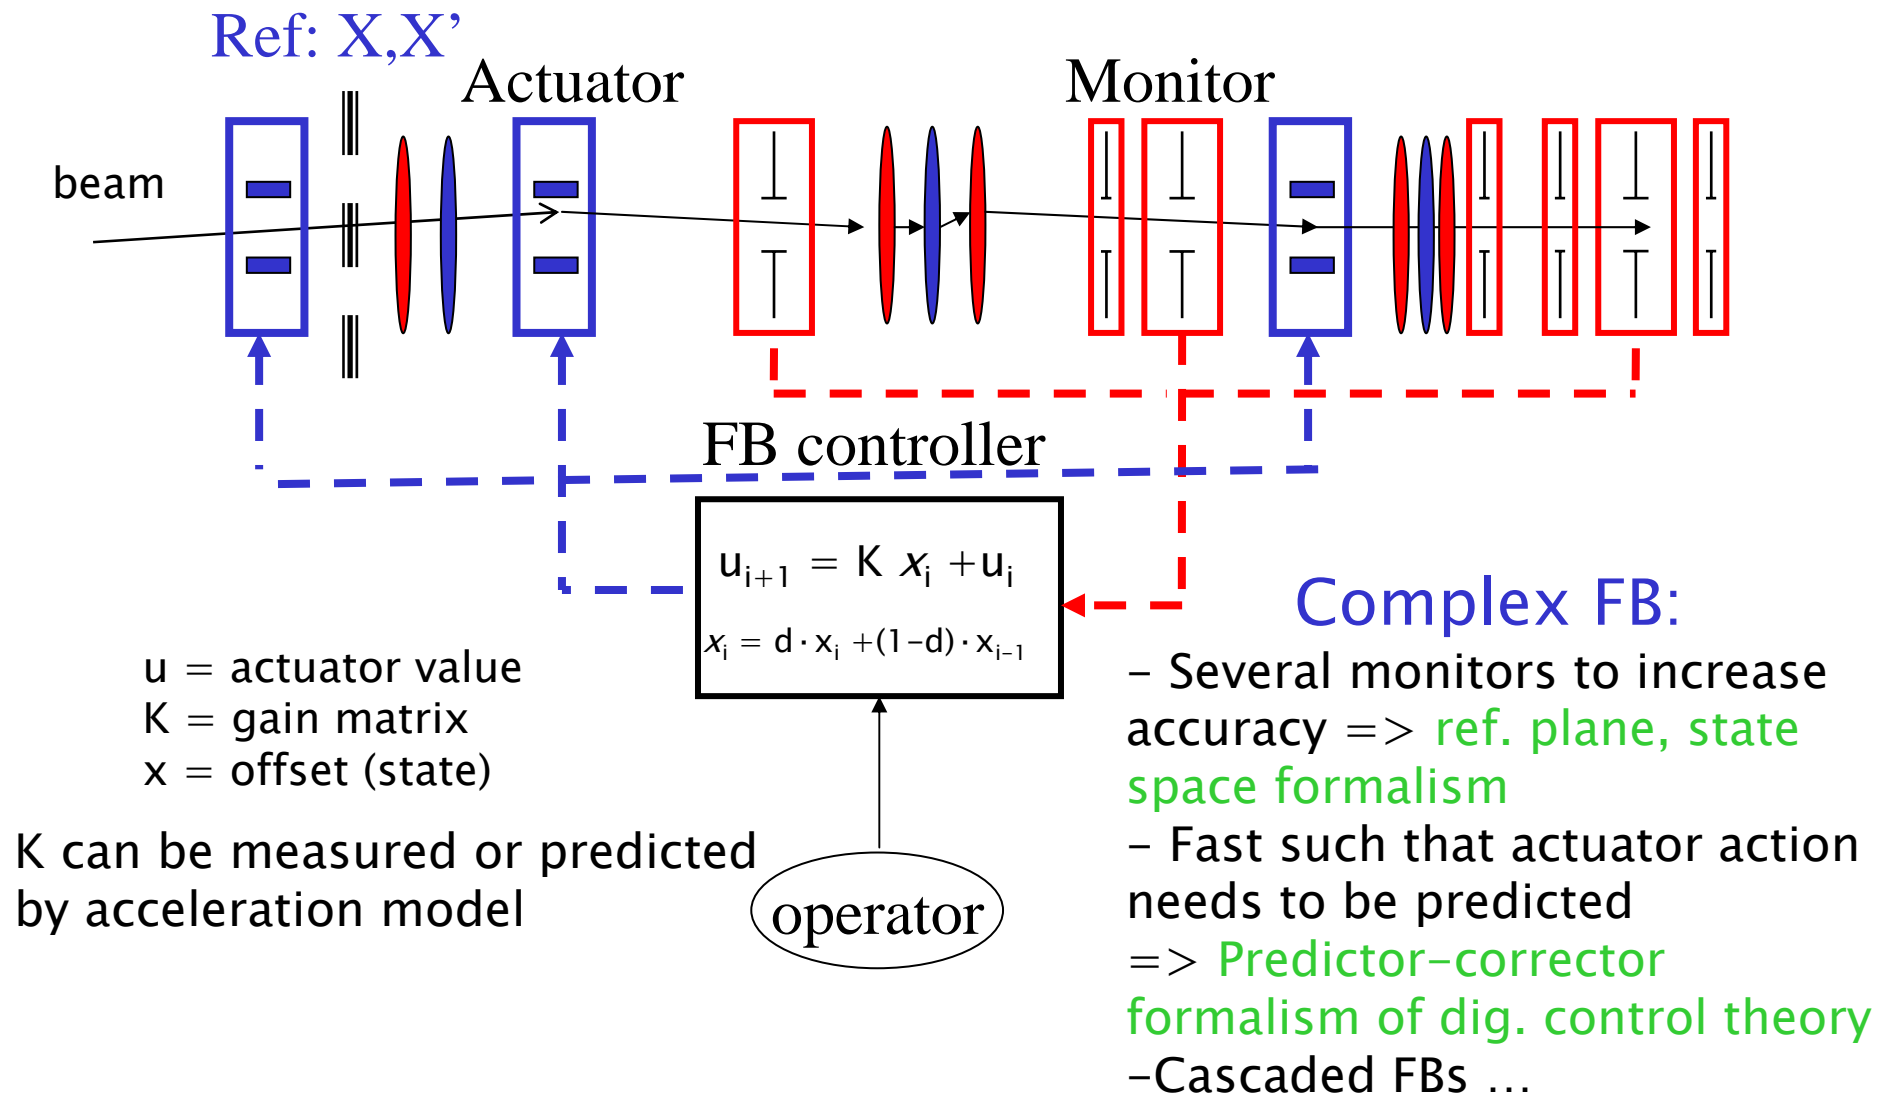 Ref: X,X’
Actuator
Monitor
beam
FB controller
u_{i+1} = K x_i +u_i
x_i = d·x_i +(1-d)·x_{i-1}
u = actuator value
K = gain matrix
x = offset (state)
K can be measured or predicted
by acceleration model
operator
Complex FB:
- Several monitors to increase
accuracy => ref. plane, state
space formalism
- Fast such that actuator action
needs to be predicted
=> Predictor-corrector
formalism of dig. control theory
-Cascaded FBs ...